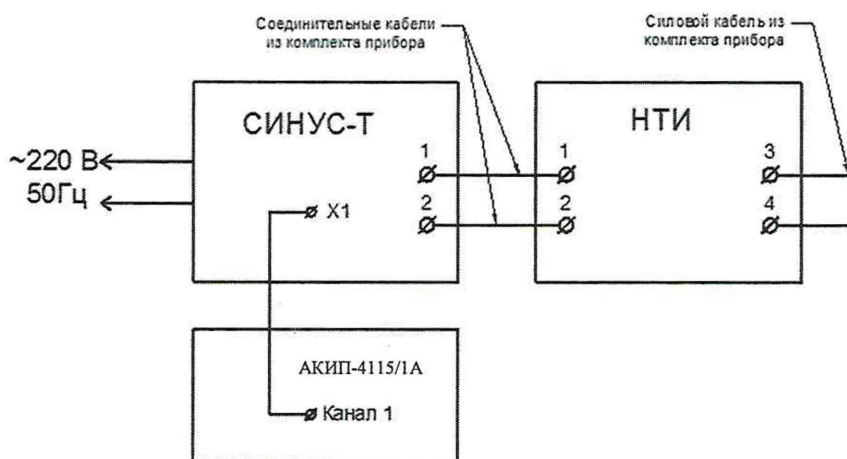 Соединительные кабели
из комплекта прибора
Силовой кабель из
комплекта прибора
СИНУС-Т
НТИ
~220 В
50Гц
1
2
X1
1
2
3
4
АКИП-4115/1А
Канал 1